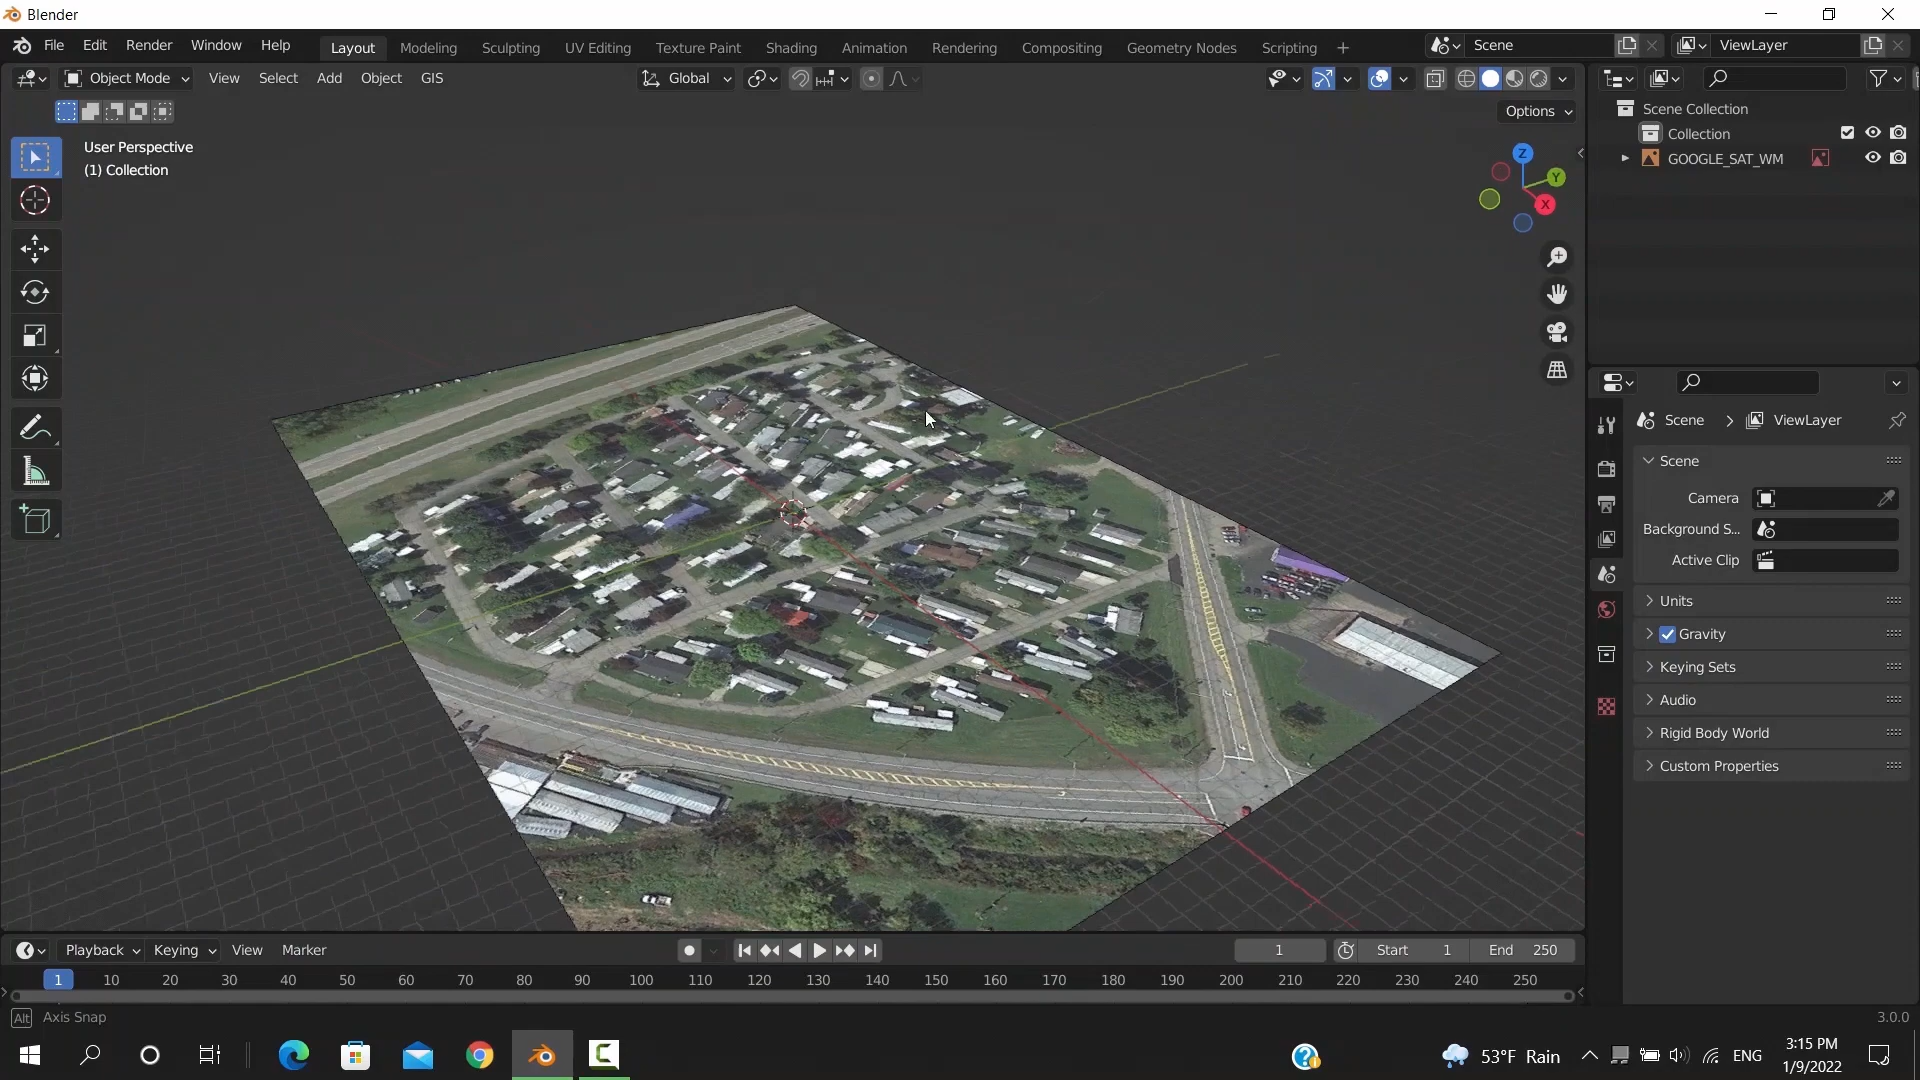 Blender
File Edit Render Window Help Layout Modeling Sculpting UV Editing Texture Paint Shading Animation Rendering Compositing Geometry Nodes Scripting + Scene ViewLayer
Object Mode View Select Add Object GIS Global
Options
User Perspective
(1) Collection
Z
Y
X
Scene Collection
Collection
GOOGLE_SAT_WM
Scene > ViewLayer
Scene
Camera
Background S...
Active Clip
Units
Gravity
Keying Sets
Audio
Rigid Body World
Custom Properties
Playback Keying View Marker 1 Start 1 End 250
1 10 20 30 40 50 60 70 80 90 100 110 120 130 140 150 160 170 180 190 200 210 220 230 240 250
Alt Axis Snap 3.0.0
53°F Rain ENG 3:15 PM
1/9/2022